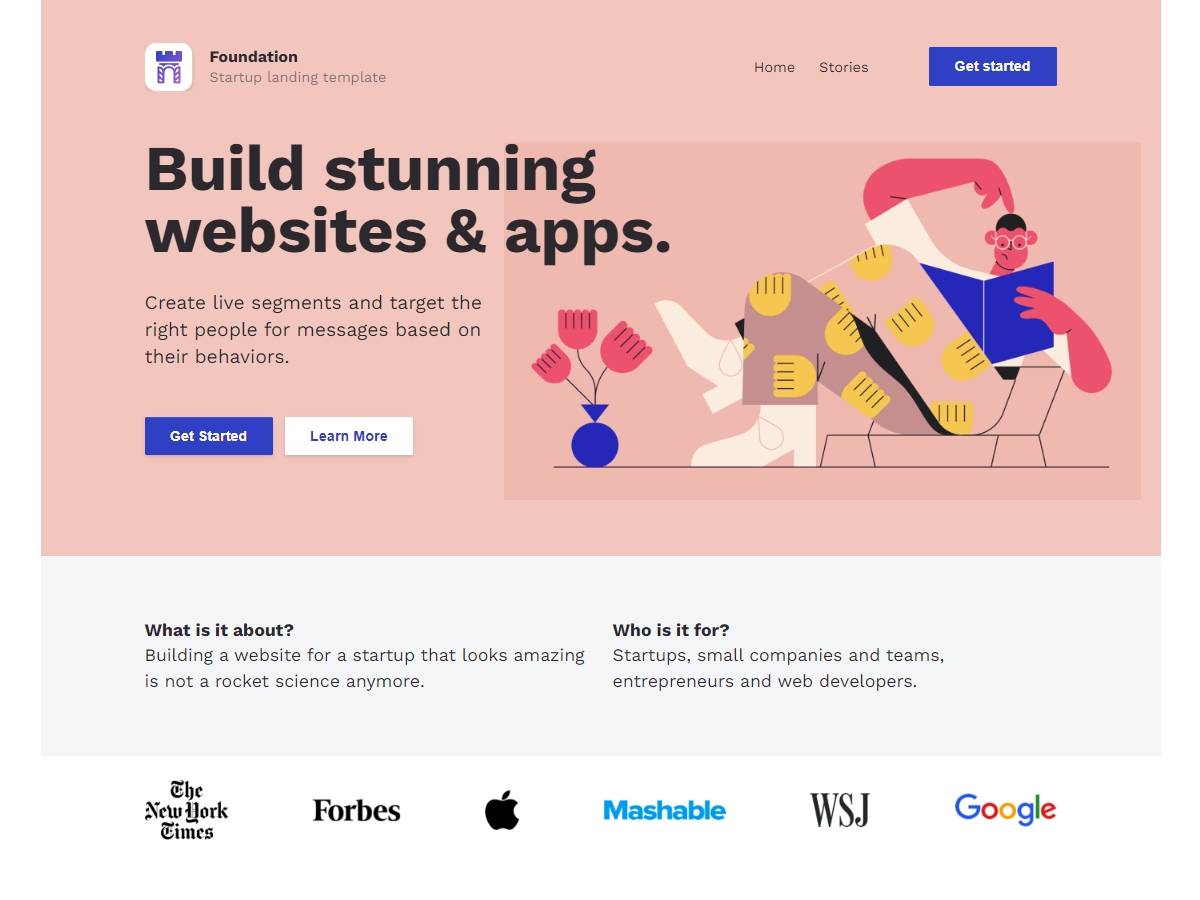 Foundation
Startup landing template
Home Stories Get started
Build stunning
websites & apps.
Create live segments and target the
right people for messages based on
their behaviors.
Get Started Learn More
What is it about?
Building a website for a startup that looks amazing
is not a rocket science anymore.
Who is it for?
Startups, small companies and teams,
entrepreneurs and web developers.
The
New York
Times
Forbes
Mashable
WSJ
Google